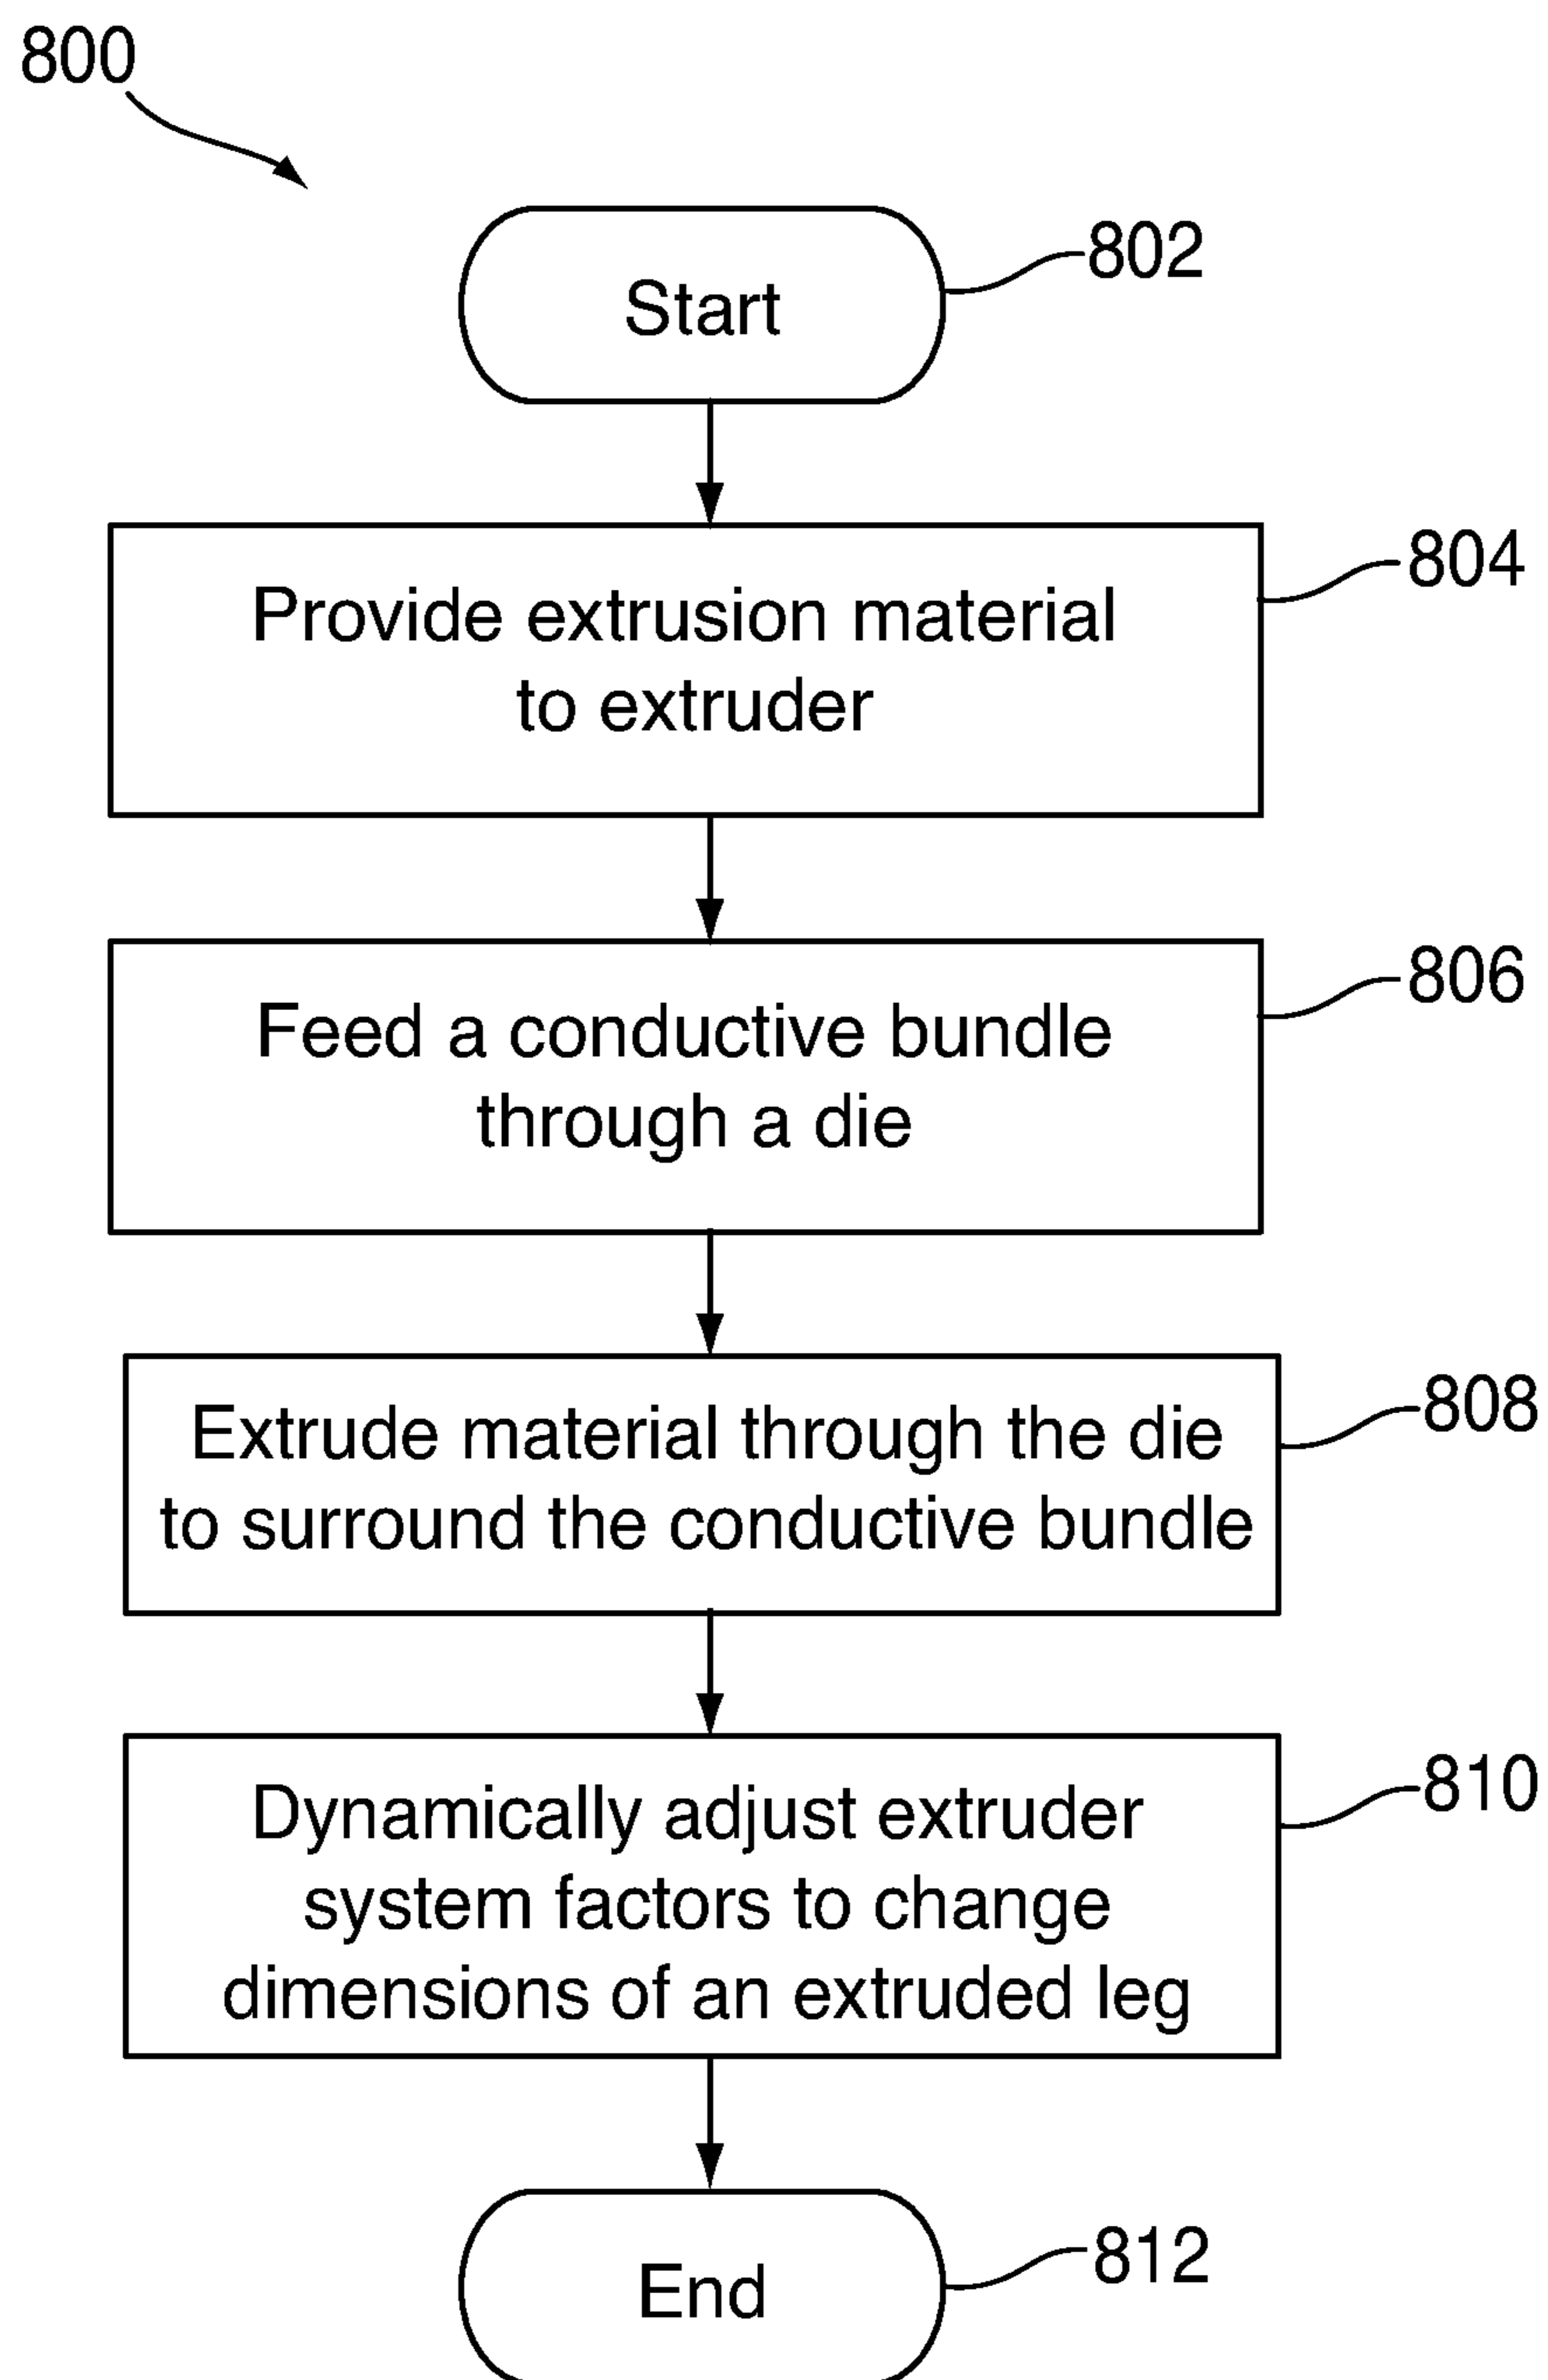 800
Start
802
Provide extrusion material
to extruder
804
Feed a conductive bundle
through a die
806
Extrude material through the die
to surround the conductive bundle
808
Dynamically adjust extruder
system factors to change
dimensions of an extruded leg
810
End
812